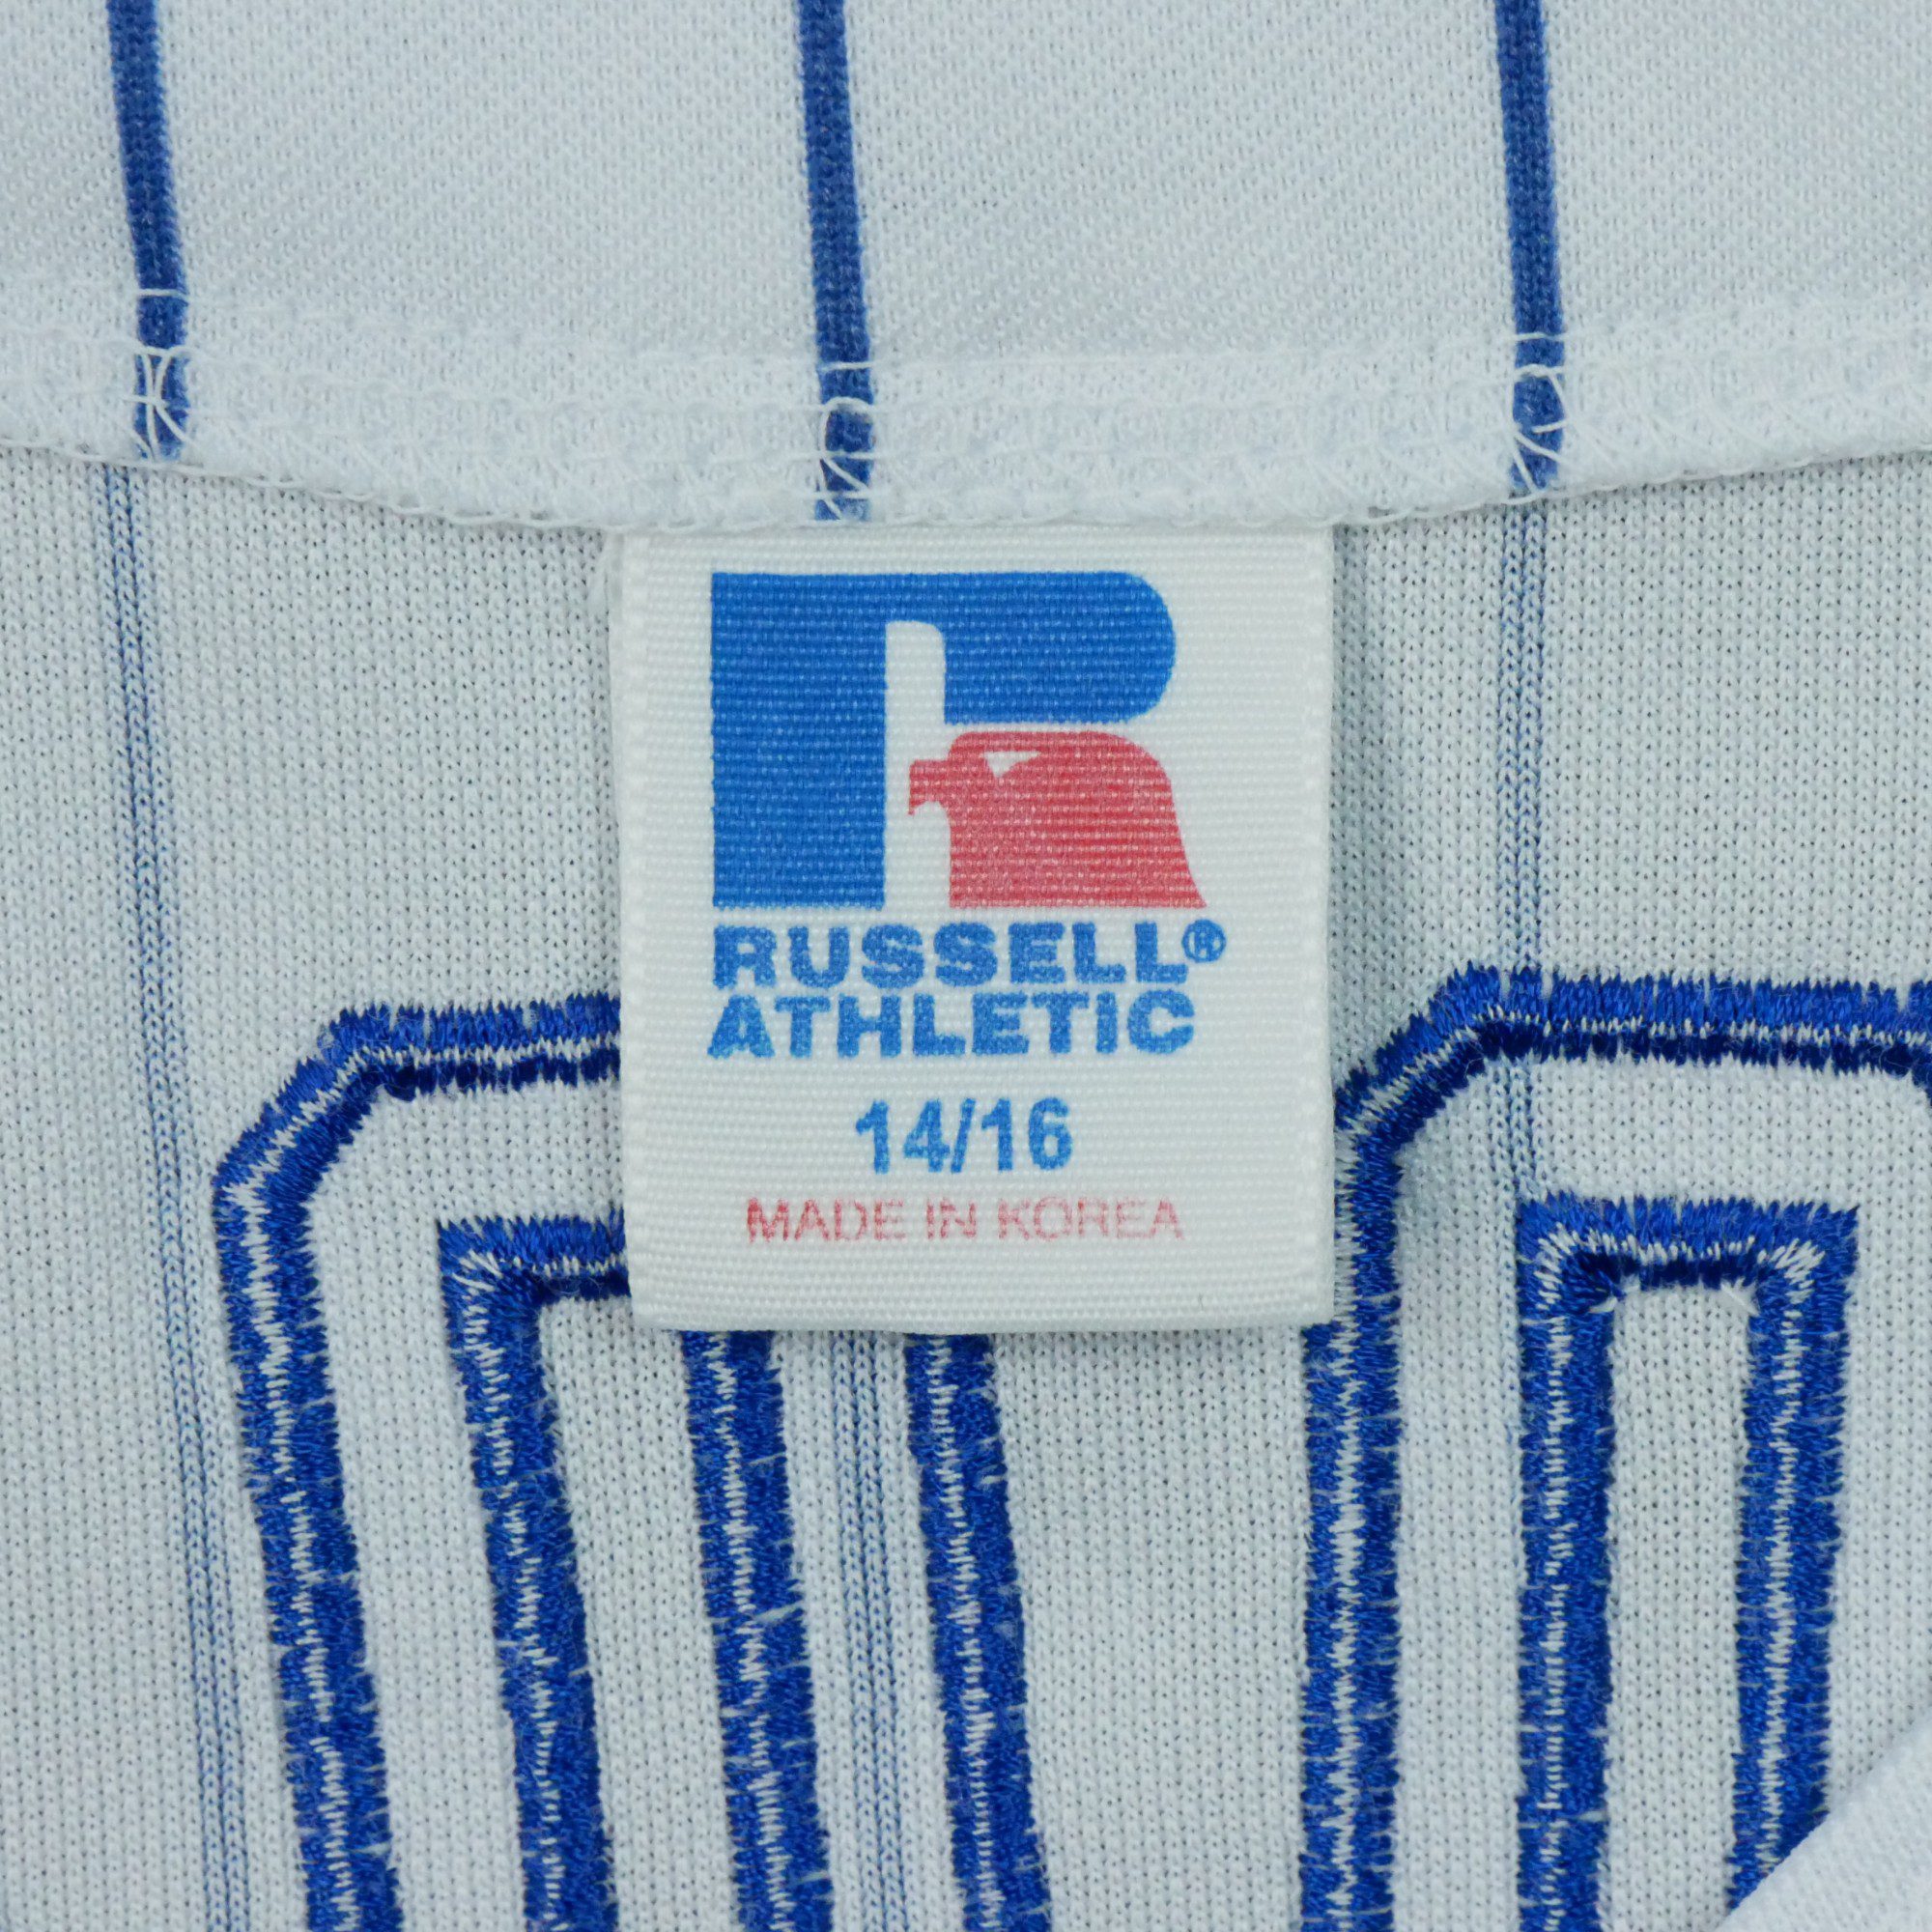 RUSSELL®
ATHLETIC
14/16
MADE IN KOREA